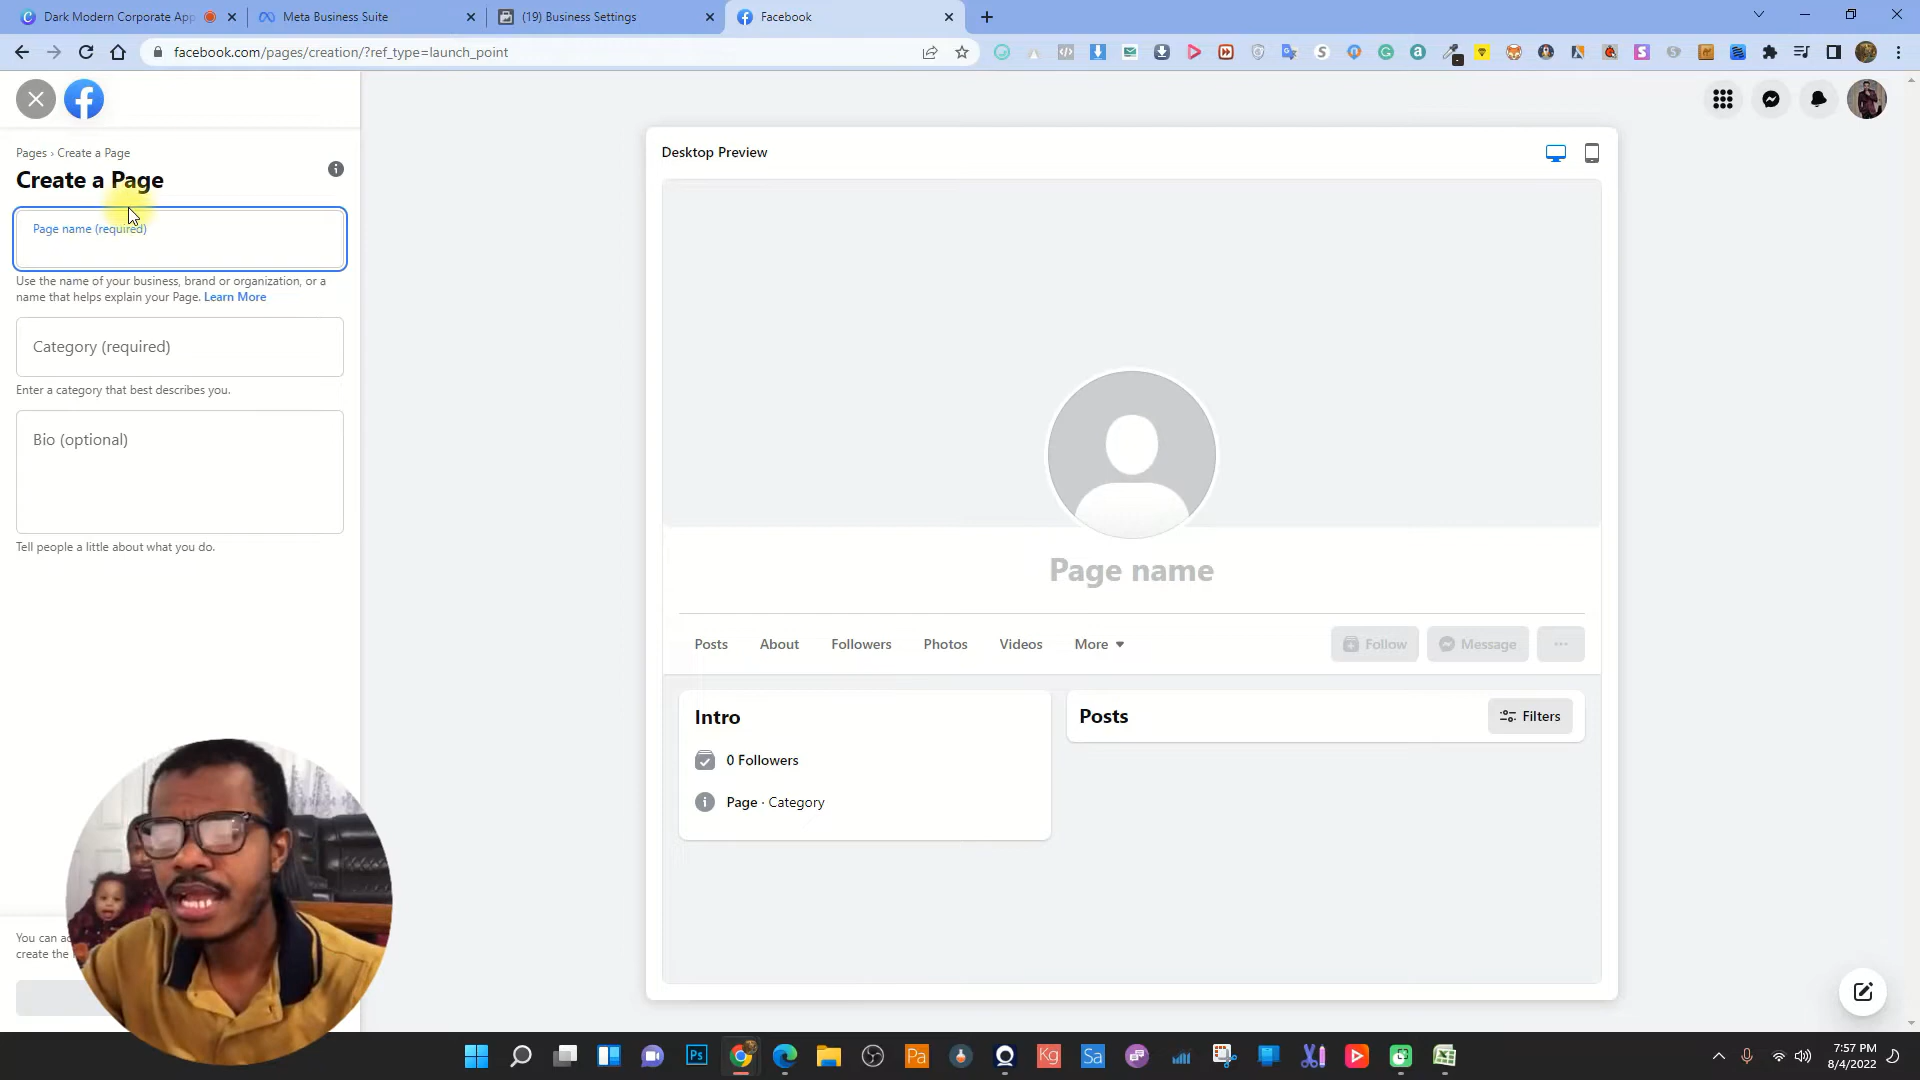 Dark Modern Corporate App
Meta Business Suite
(19) Business Settings
Facebook
facebook.com/pages/creation/?ref_type=launch_point
Pages › Create a Page
Create a Page
Page name (required)
Use the name of your business, brand or organization, or a
name that helps explain your Page. Learn More
Category (required)
Enter a category that best describes you.
Bio (optional)
Tell people a little about what you do.
You can
create the
Desktop Preview
Page name
Posts
About
Followers
Photos
Videos
More
Follow
Message
Intro
0 Followers
Page · Category
Posts
Filters
Ps
Pa
Kg
Sa
7:57 PM
8/4/2022